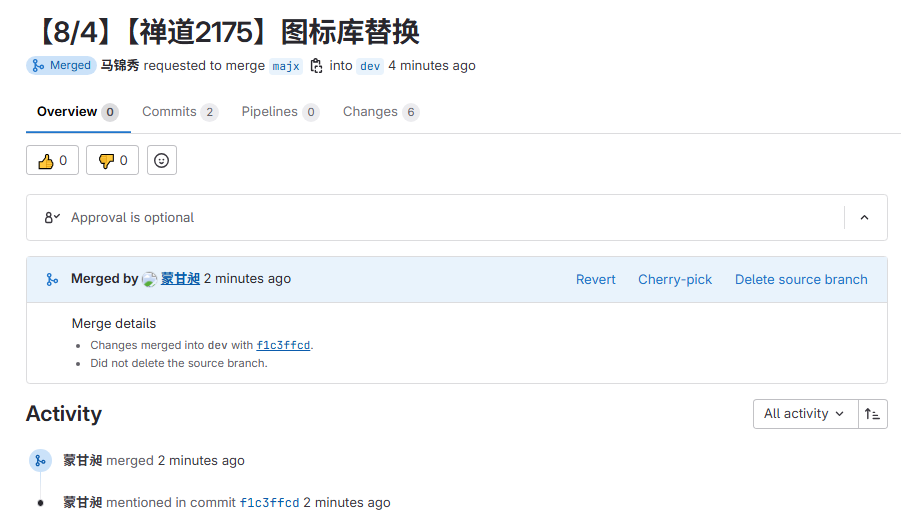 【8/4】【禅道2175】图标库替换
Merged 马锦秀 requested to merge majx into dev 4 minutes ago
Overview 0 Commits 2 Pipelines 0 Changes 6
0 0
Approval is optional
Merged by 蒙甘昶 2 minutes ago Revert Cherry-pick Delete source branch
Merge details
Changes merged into dev with f1c3ffcd.
Did not delete the source branch.
Activity All activity
蒙甘昶 merged 2 minutes ago
蒙甘昶 mentioned in commit f1c3ffcd 2 minutes ago